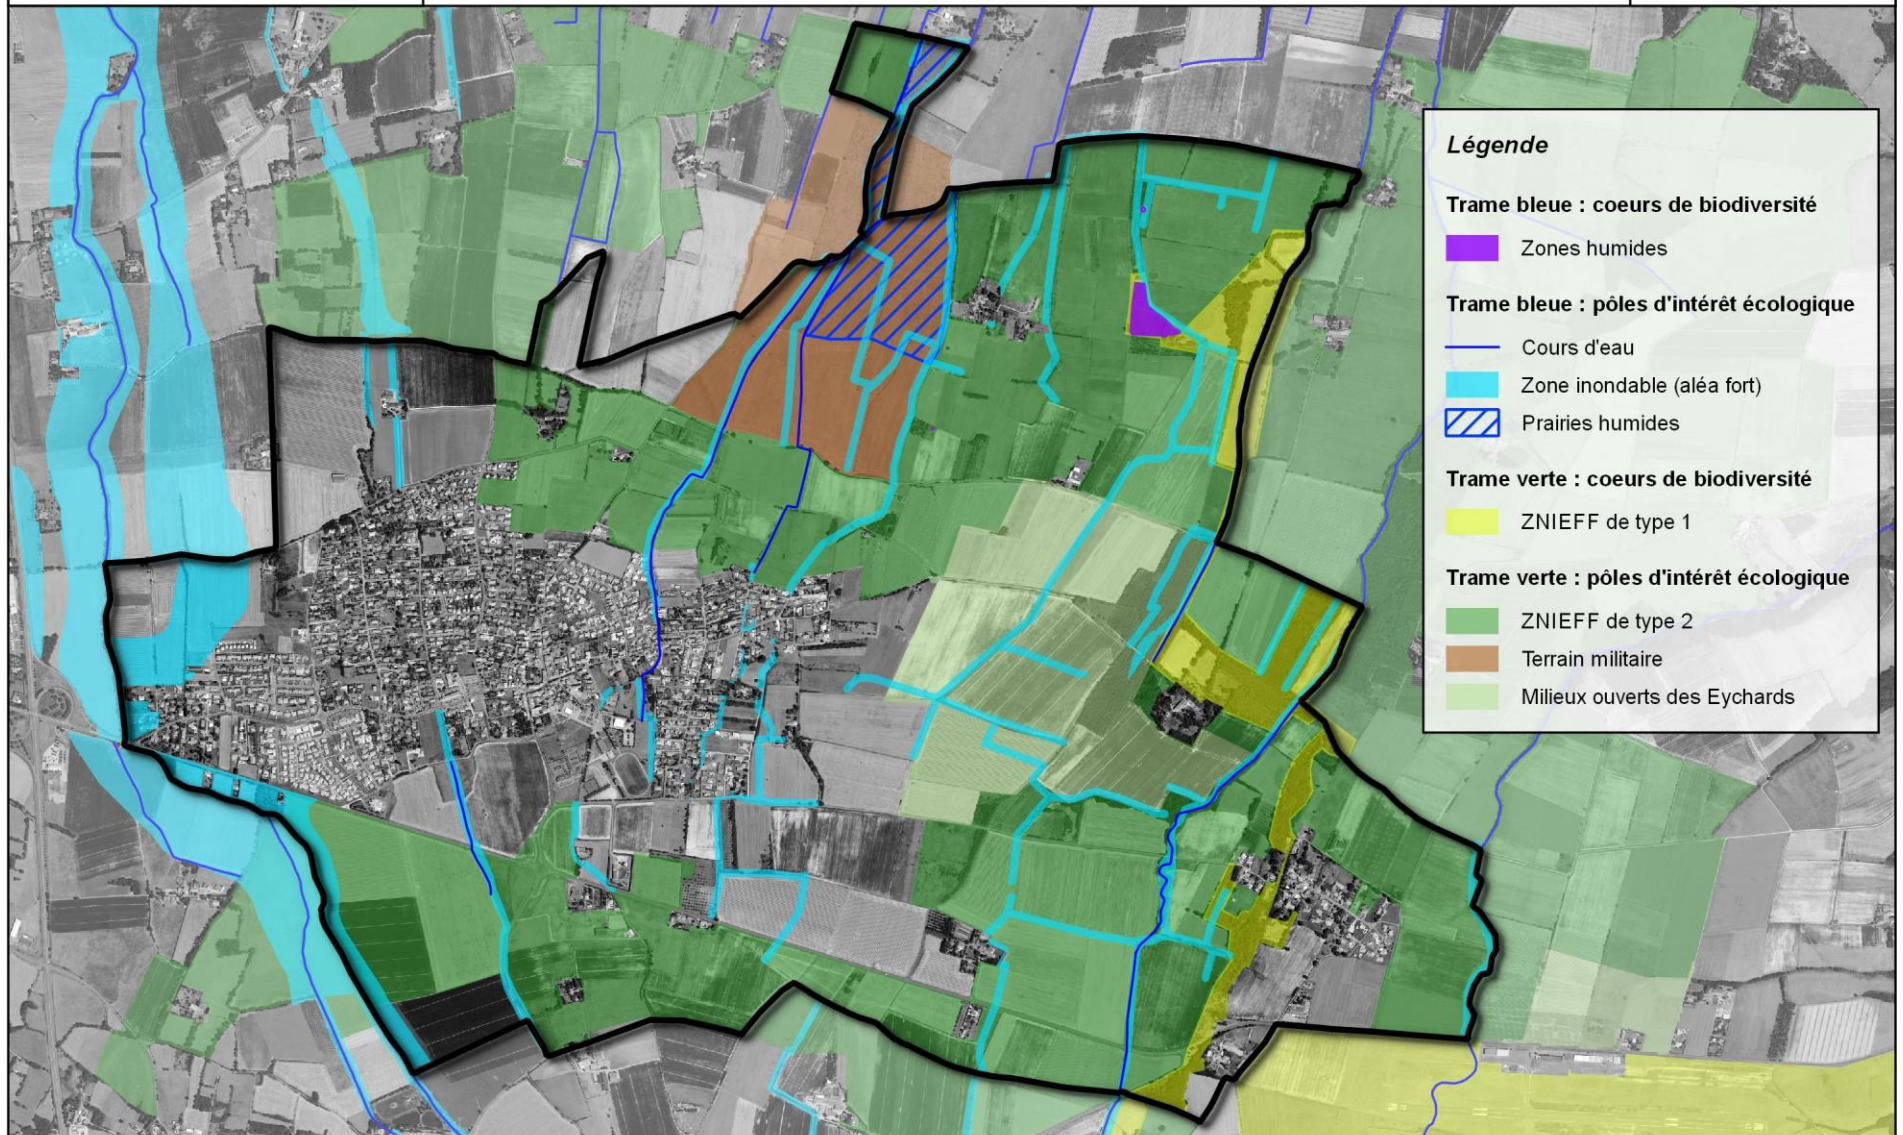 Légende
Trame bleue : coeurs de biodiversité
Zones humides
Trame bleue : pôles d'intérêt écologique
Cours d'eau
Zone inondable (aléa fort)
Prairies humides
Trame verte : coeurs de biodiversité
ZNIEFF de type 1
Trame verte : pôles d'intérêt écologique
ZNIEFF de type 2
Terrain militaire
Milieux ouverts des Eychards